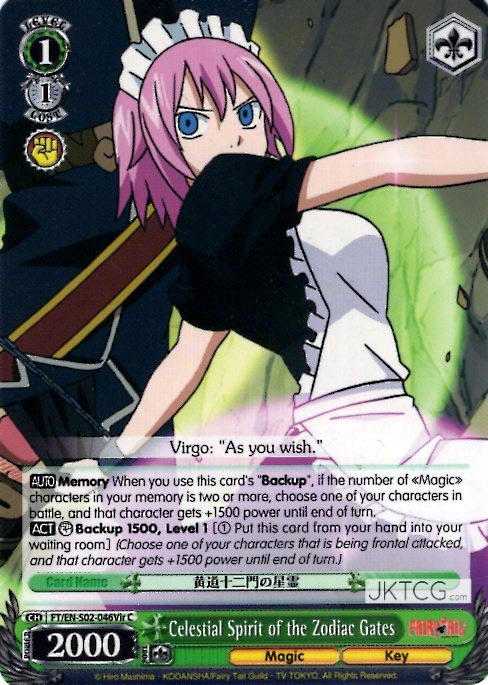 LEVEL
1
1
COST
Virgo: "As you wish."
AUTO Memory When you use this card's "Backup", if the number of «Magic»
characters in your memory is two or more, choose one of your characters in
battle, and that character gets +1500 power until end of turn.
ACT Backup 1500, Level 1 [① Put this card from your hand into your
waiting room] (Choose one of your characters that is being frontal attacked,
and that character gets +1500 power until end of turn.)
Card Name 黄道十二門の星霊
JKTCG.com
CH FT/EN-S02-046Vir C
Celestial Spirit of the Zodiac Gates
FAIRY TAIL
POWER 2000
SOUL
Magic Key
© Hiro Mashima・KODANSHA/Fairy Tail Guild・TV TOKYO. All Rights Reserved.